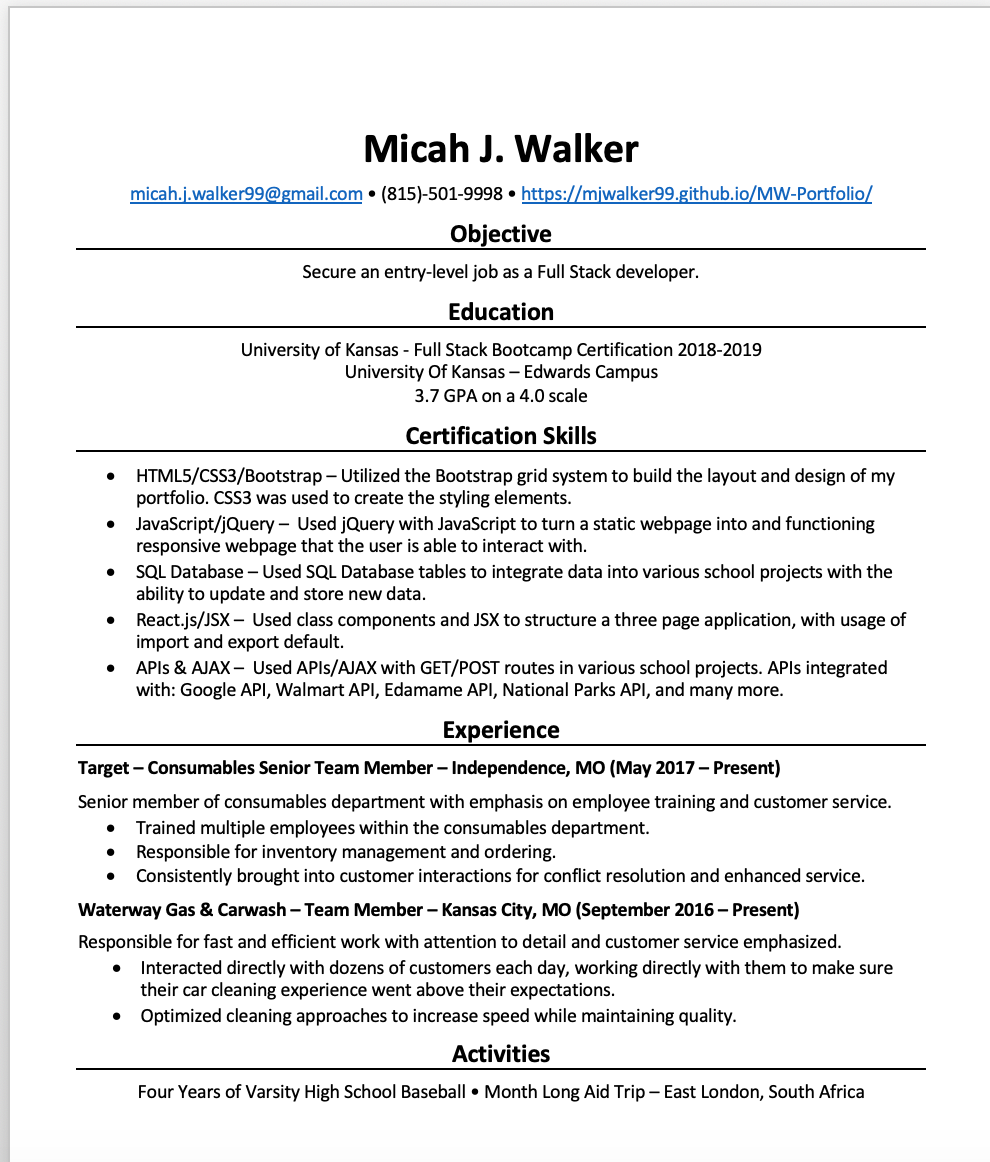 Micah J. Walker
micah.j.walker99@gmail.com • (815)-501-9998 • https://mjwalker99.github.io/MW-Portfolio/
Objective
Secure an entry-level job as a Full Stack developer.
Education
University of Kansas - Full Stack Bootcamp Certification 2018-2019
University Of Kansas – Edwards Campus
3.7 GPA on a 4.0 scale
Certification Skills
• HTML5/CSS3/Bootstrap – Utilized the Bootstrap grid system to build the layout and design of my
portfolio. CSS3 was used to create the styling elements.
• JavaScript/jQuery – Used jQuery with JavaScript to turn a static webpage into and functioning
responsive webpage that the user is able to interact with.
• SQL Database – Used SQL Database tables to integrate data into various school projects with the
ability to update and store new data.
• React.js/JSX – Used class components and JSX to structure a three page application, with usage of
import and export default.
• APIs & AJAX – Used APIs/AJAX with GET/POST routes in various school projects. APIs integrated
with: Google API, Walmart API, Edamame API, National Parks API, and many more.
Experience
Target – Consumables Senior Team Member – Independence, MO (May 2017 – Present)
Senior member of consumables department with emphasis on employee training and customer service.
• Trained multiple employees within the consumables department.
• Responsible for inventory management and ordering.
• Consistently brought into customer interactions for conflict resolution and enhanced service.
Waterway Gas & Carwash – Team Member – Kansas City, MO (September 2016 – Present)
Responsible for fast and efficient work with attention to detail and customer service emphasized.
• Interacted directly with dozens of customers each day, working directly with them to make sure
their car cleaning experience went above their expectations.
• Optimized cleaning approaches to increase speed while maintaining quality.
Activities
Four Years of Varsity High School Baseball • Month Long Aid Trip – East London, South Africa